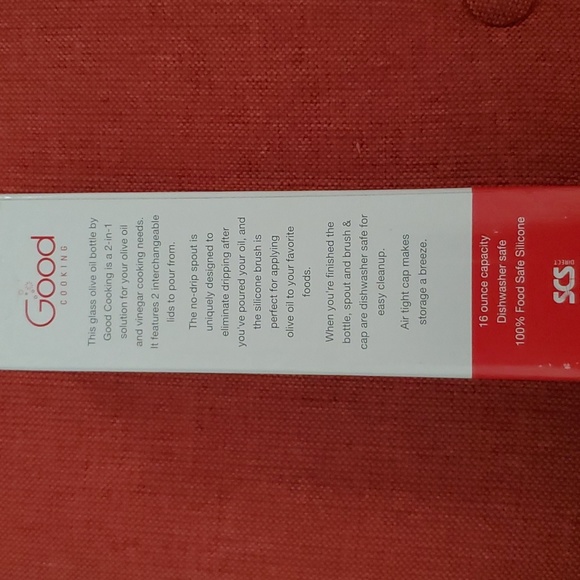 Good
COOKING
This glass olive oil bottle by
Good Cooking is a 2-in-1
solution for your olive oil
and vinegar cooking needs.
It features 2 interchangeable
lids to pour from.
The no-drip spout is
uniquely designed to
eliminate dripping after
you've poured your oil, and
the silicone brush is
perfect for applying
olive oil to your favorite
foods.
When you're finished the
bottle, spout and brush &
cap are dishwasher safe for
easy cleanup.
Air tight cap makes
storage a breeze.
16 ounce capacity
Dishwasher safe
100% Food Safe Silicone
SCS
DIRECT